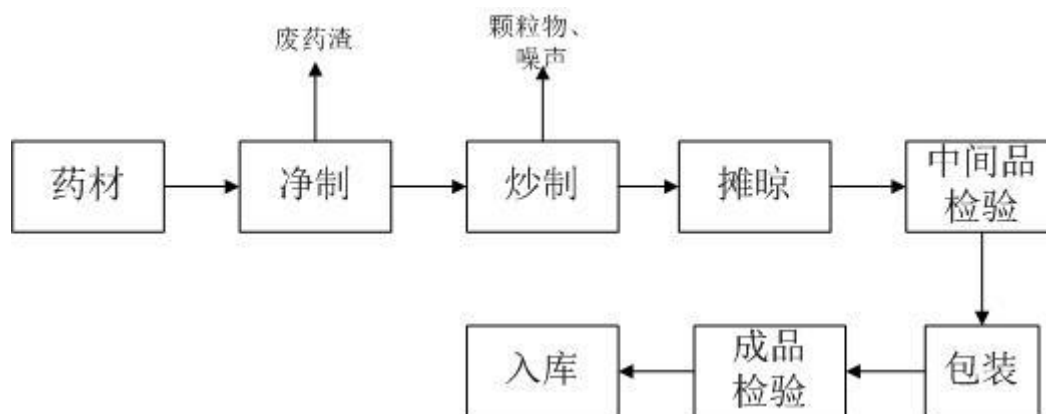 废药渣
颗粒物、
噪声
药材
净制
炒制
摊晾
中间品
检验
入库
成品
检验
包装